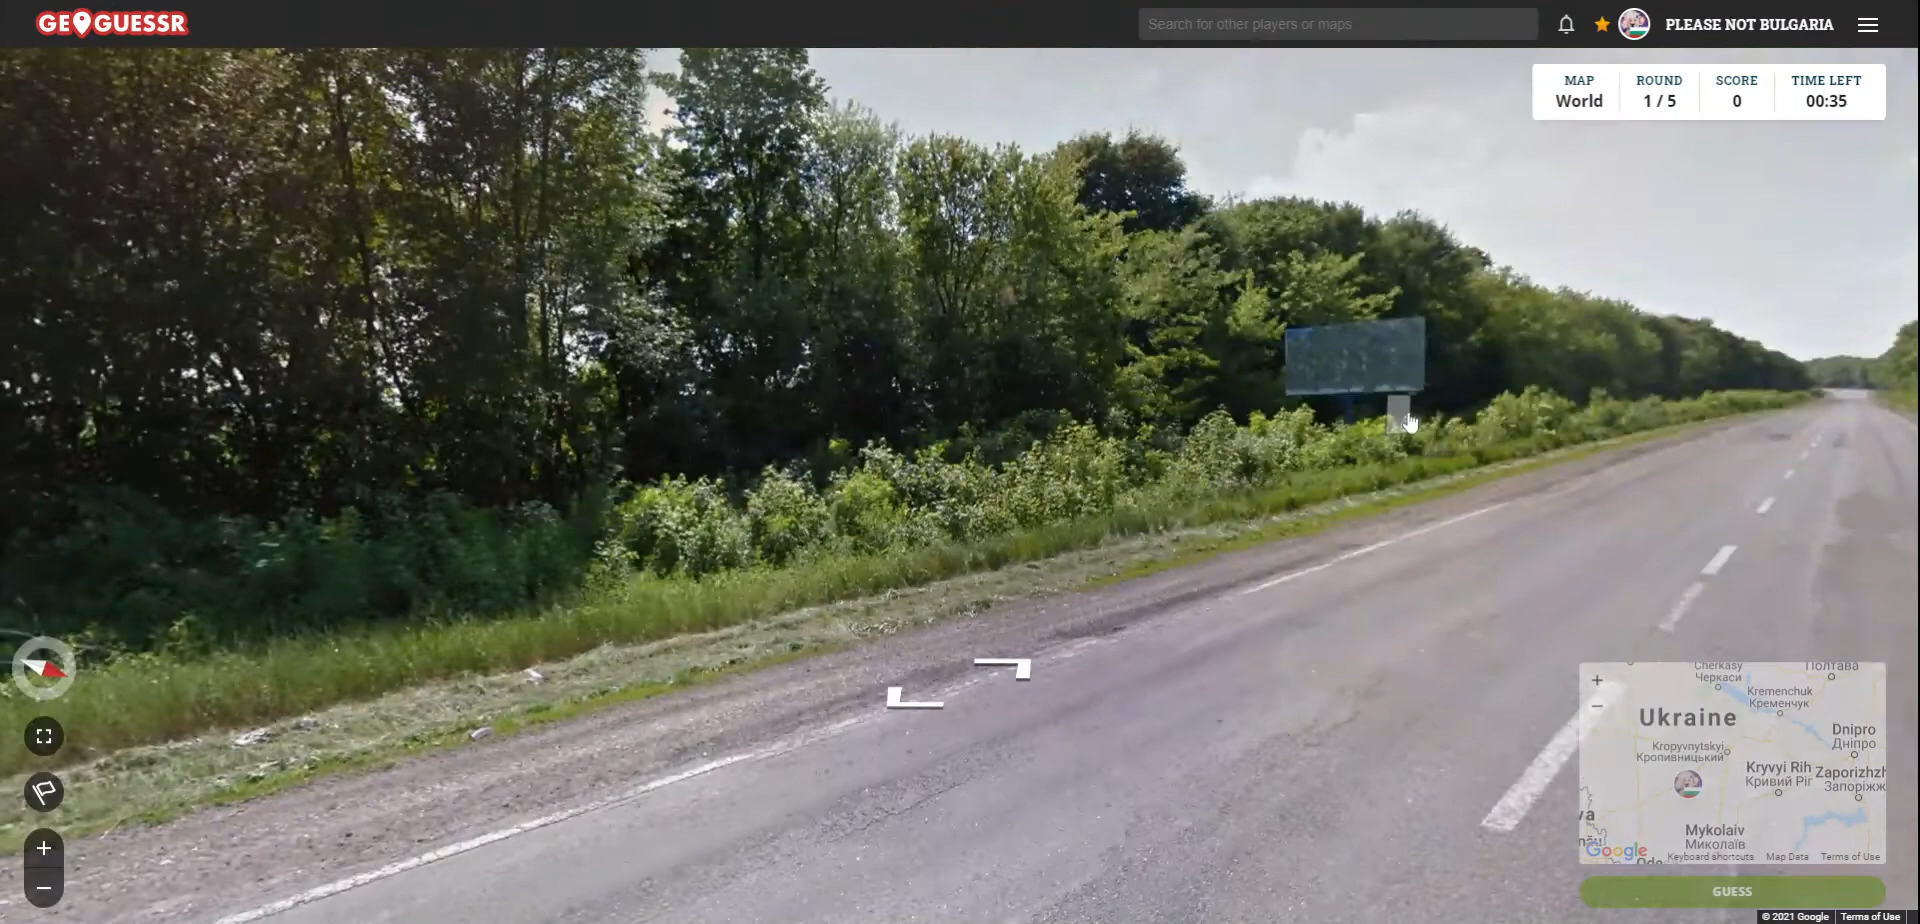 GEOGUESSR
Search for other players or maps
PLEASE NOT BULGARIA
MAP
World
ROUND
1 / 5
SCORE
0
TIME LEFT
00:35
Cherkasy
Черкаси
Полтава
Kremenchuk
Кременчук
Ukraine
Dnipro
Дніпро
Kropyvnytskyi
Кропивницький
Kryvyi Rih
Кривий Ріг
Zaporizhzh
Запоріжж
Mykolaiv
Миколаїв
Google
Keyboard shortcuts
Map Data
Terms of Use
GUESS
© 2021 Google
Terms of Use